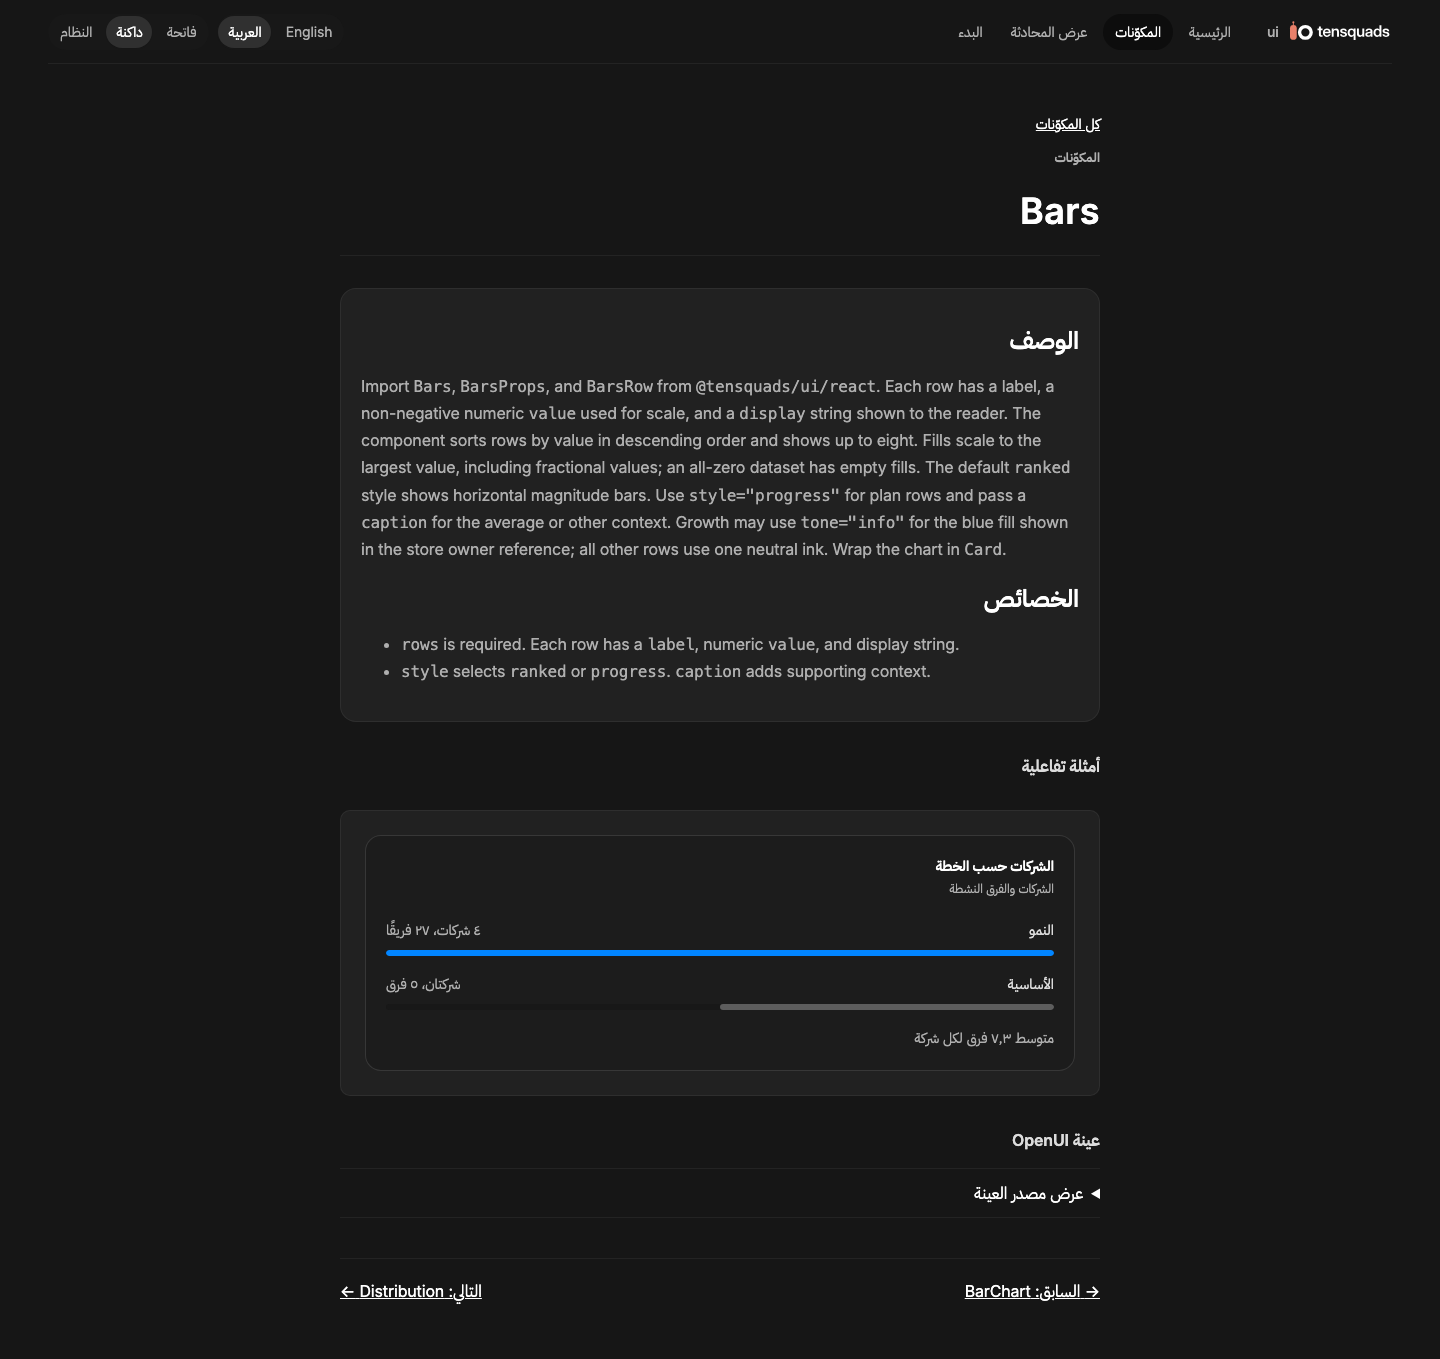 tensquads ui
الرئيسية
المكوّنات
عرض المحادثة
البدء
English
العربية
فاتحة
داكنة
النظام
كل المكوّنات
المكوّنات
Bars
الوصف
Import Bars, BarsProps, and BarsRow from @tensquads/ui/react. Each row has a label, a
non-negative numeric value used for scale, and a display string shown to the reader. The
component sorts rows by value in descending order and shows up to eight. Fills scale to the
largest value, including fractional values; an all-zero dataset has empty fills. The default ranked
style shows horizontal magnitude bars. Use style="progress" for plan rows and pass a
caption for the average or other context. Growth may use tone="info" for the blue fill shown
in the store owner reference; all other rows use one neutral ink. Wrap the chart in Card.
الخصائص
• rows is required. Each row has a label, numeric value, and display string.
• style selects ranked or progress. caption adds supporting context.
أمثلة تفاعلية
الشركات حسب الخطة
الشركات والفرق النشطة
النمو
٤ شركات، ٢٧ فريقًا
الأساسية
شركتان، ٥ فرق
متوسط ٧٫٣ فرق لكل شركة
عينة OpenUI
عرض مصدر العينة
→ السابق: BarChart
التالي: Distribution ←